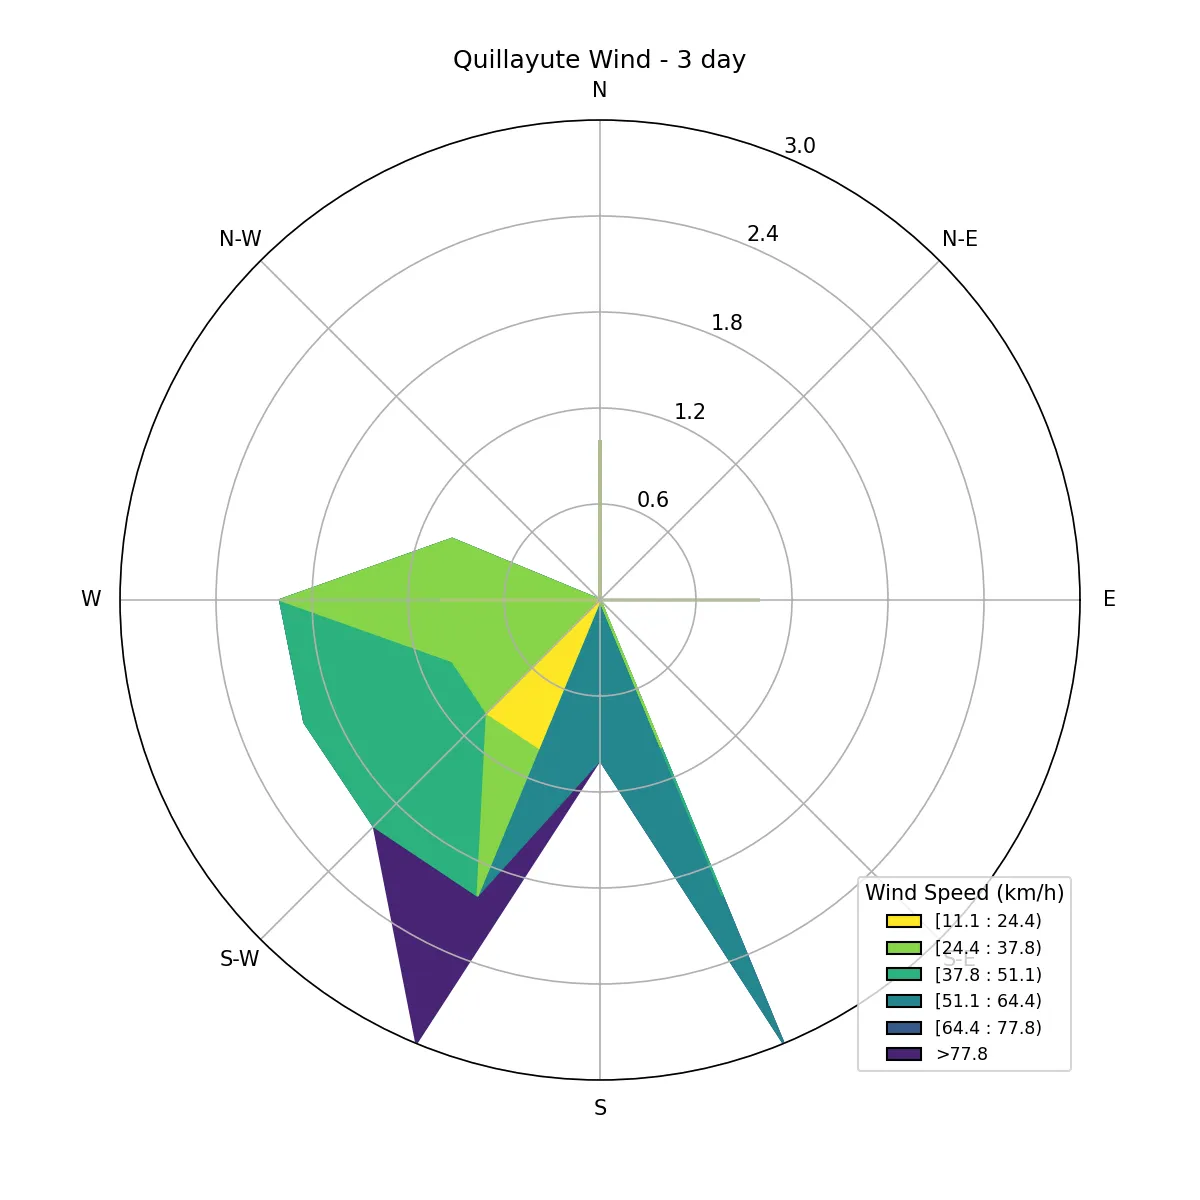 Quillayute Wind - 3 day
N
3.0
N-W
2.4
N-E
1.8
1.2
0.6
W
E
Wind Speed (km/h)
[11.1 : 24.4)
[24.4 : 37.8)
S-W
S-E
[37.8 : 51.1)
[51.1 : 64.4)
[64.4 : 77.8)
>77.8
S